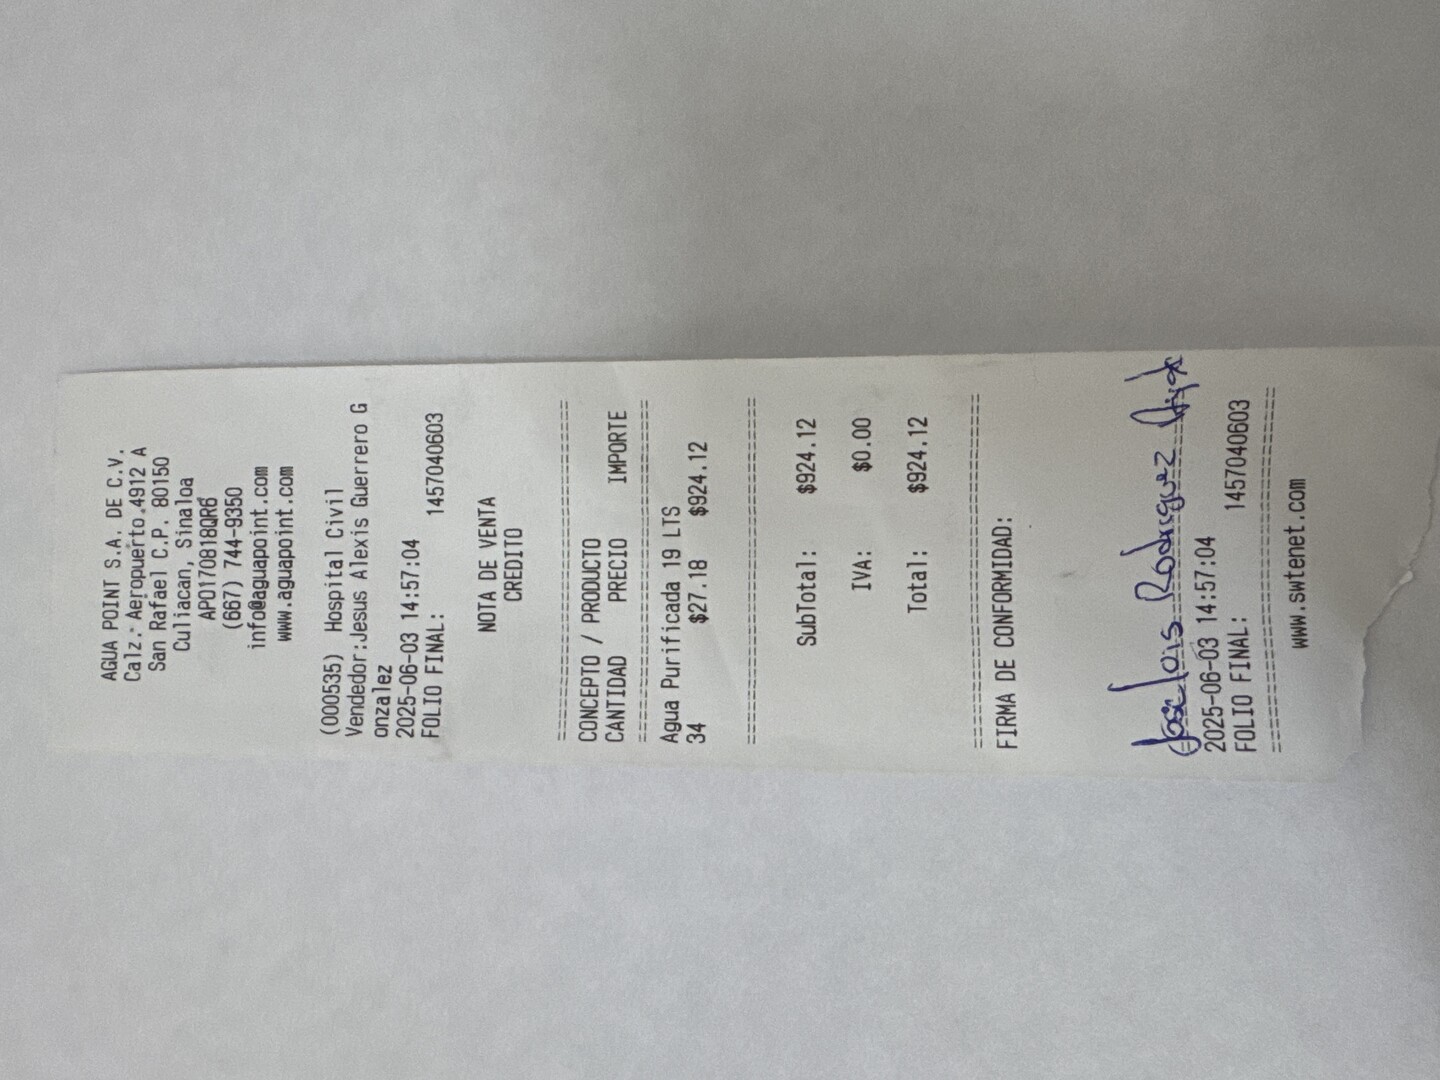 AGUA POINT S.A. DE C.V.
Calz. Aeropuerto.4912 A
San Rafael C.P. 80150
Culiacan, Sinaloa
APO170818QR6
(667) 744-9350
info@aguapoint.com
www.aguapoint.com
(000535) Hospital Civil
Vendedor:Jesus Alexis Guerrero G
onzalez
2025-06-03 14:57:04
FOLIO FINAL: 1457040603
NOTA DE VENTA
CREDITO
CONCEPTO / PRODUCTO
CANTIDAD PRECIO IMPORTE
Agua Purificada 19 LTS
34 $27.18 $924.12
SubTotal: $924.12
IVA: $0.00
Total: $924.12
FIRMA DE CONFORMIDAD:
Jose Luis Rodriguez
2025-06-03 14:57:04
FOLIO FINAL: 1457040603
www.swtenet.com